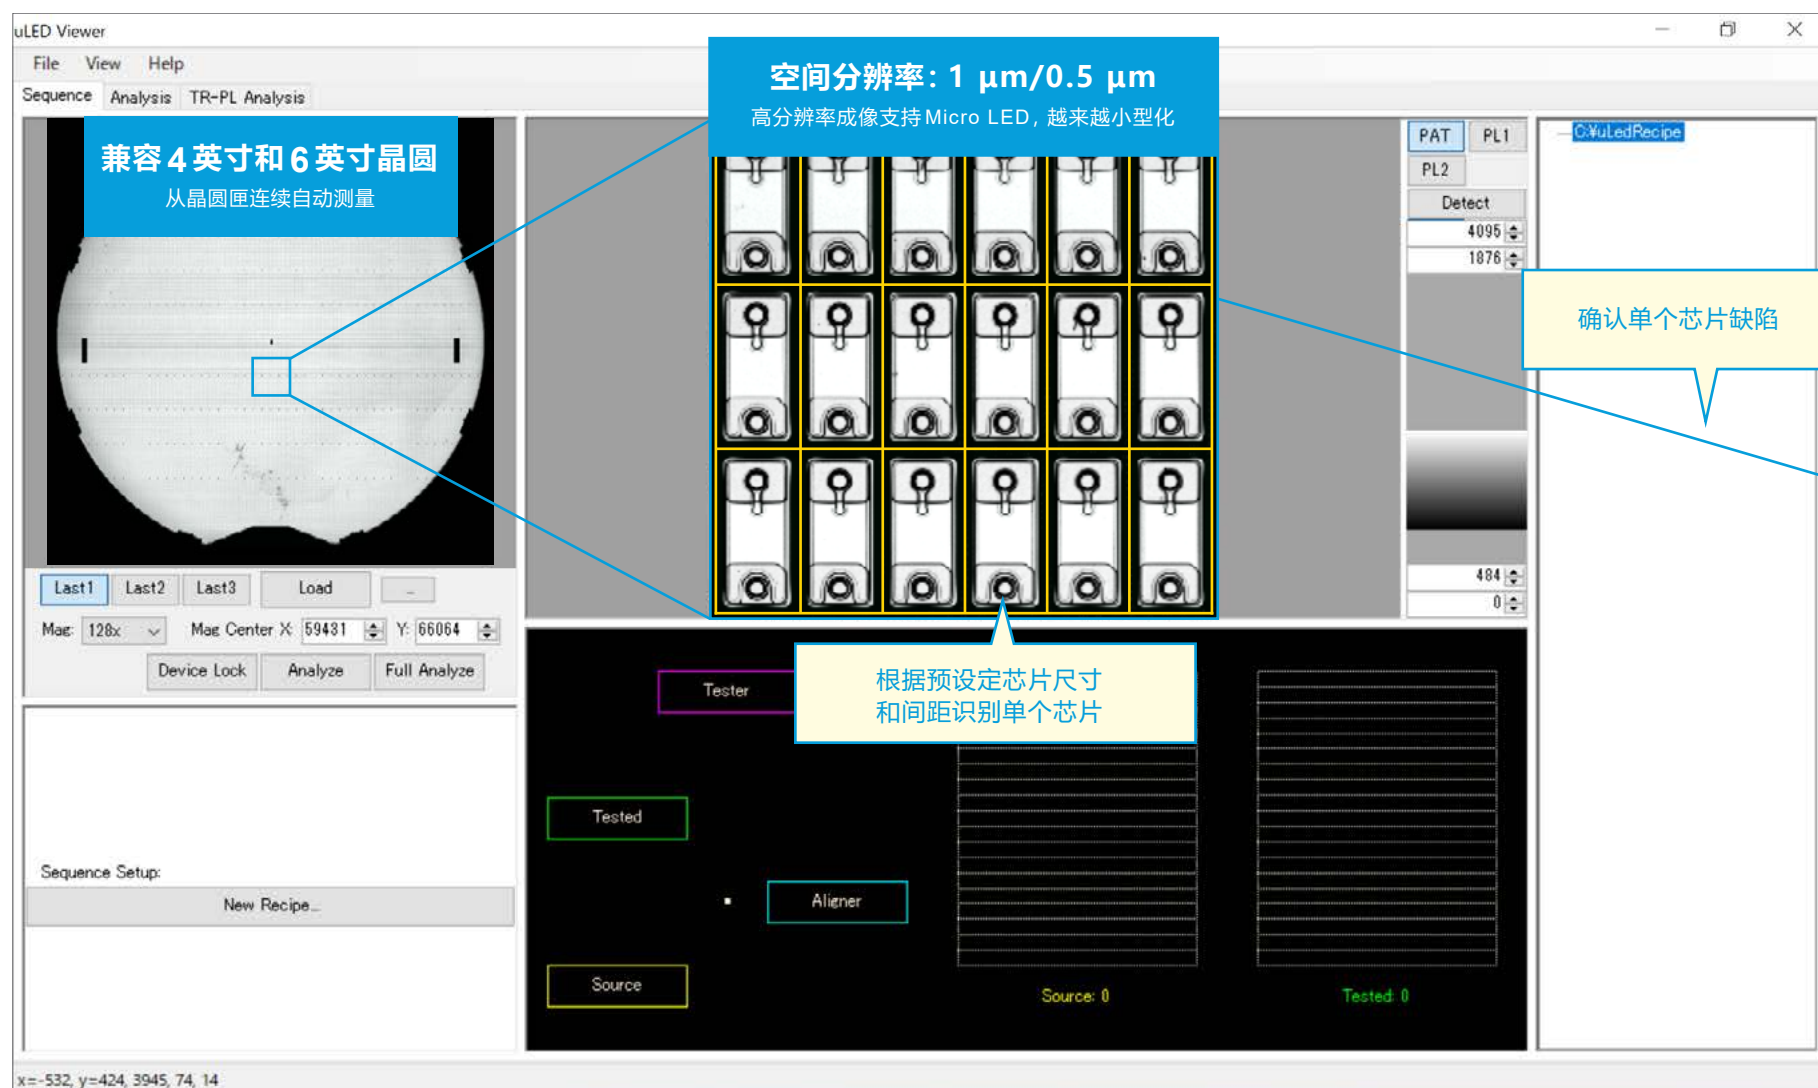 uLED Viewer
File View Help
Sequence Analysis TR-PL Analysis
兼容4英寸和6英寸晶圆
从晶圆匣连续自动测量
空间分辨率: 1 μm/0.5 μm
高分辨率成像支持Micro LED, 越来越小型化
PAT PL1
PL2
Detect
4095
1876
C:¥uLedRecipe
确认单个芯片缺陷
484
0
Last1 Last2 Last3 Load ...
Mag: 128x Mag Center X: 59431 Y: 66064
Device Lock Analyze Full Analyze
根据预设定芯片尺寸
和间距识别单个芯片
Tester
Tested
Aligner
Source
Source: 0
Tested: 0
Sequence Setup:
New Recipe...
x=-532, y=424, 3945, 74, 14